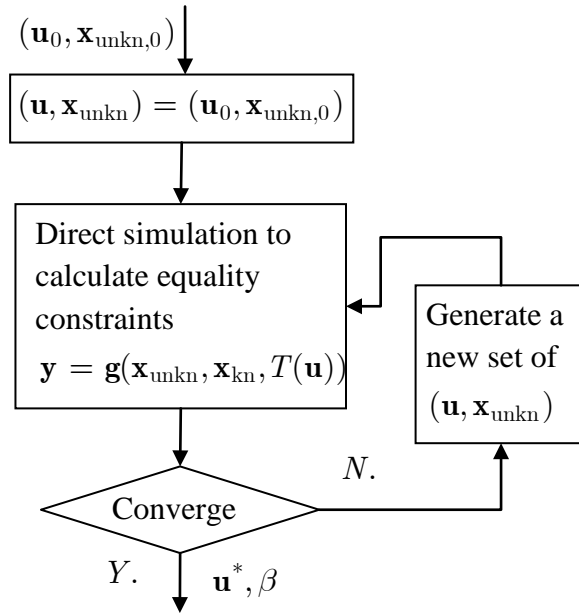 (u₀, x_unkn,0)
(u, x_unkn) = (u₀, x_unkn,0)
Direct simulation to
calculate equality
constraints
y = g(x_unkn, x_kn, T(u))
Generate a
new set of
(u, x_unkn)
N.
Converge
Y.
u*, β